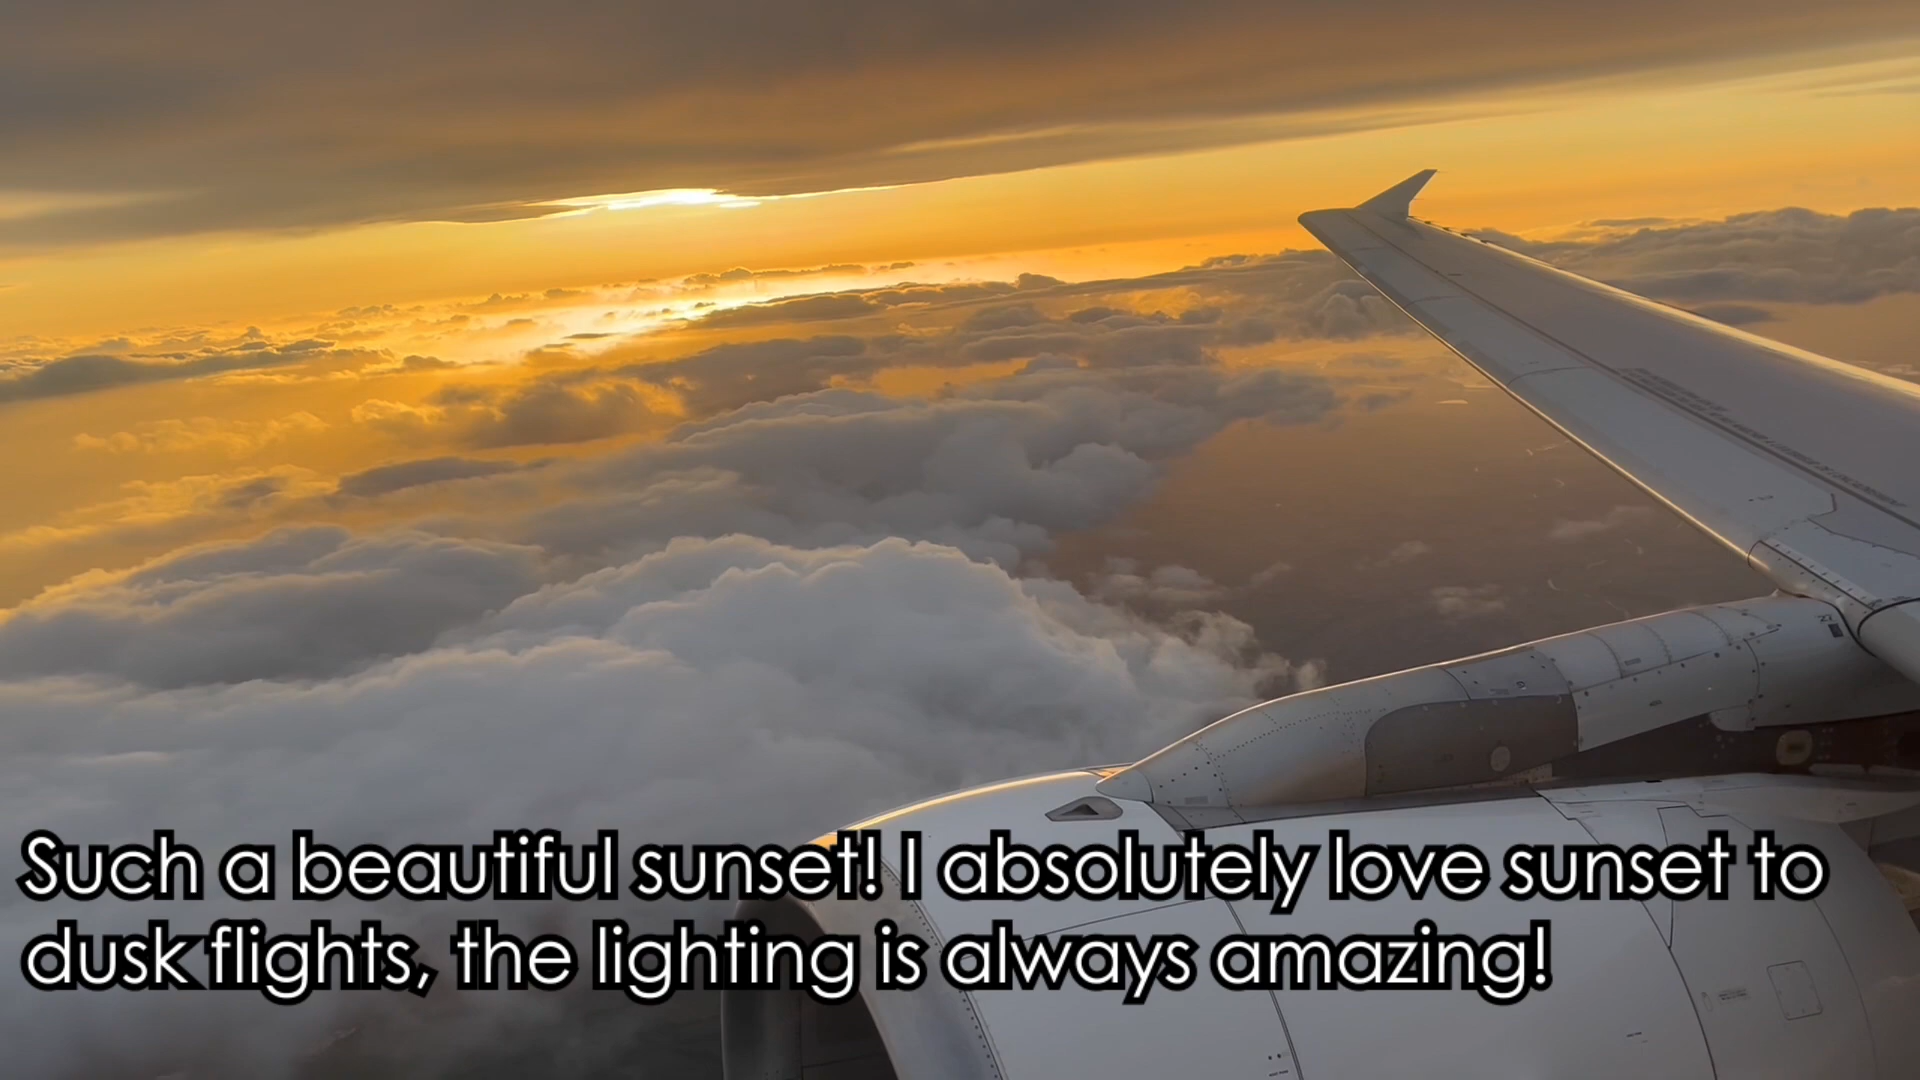 Such a beautiful sunset! I absolutely love sunset to
dusk flights, the lighting is always amazing!